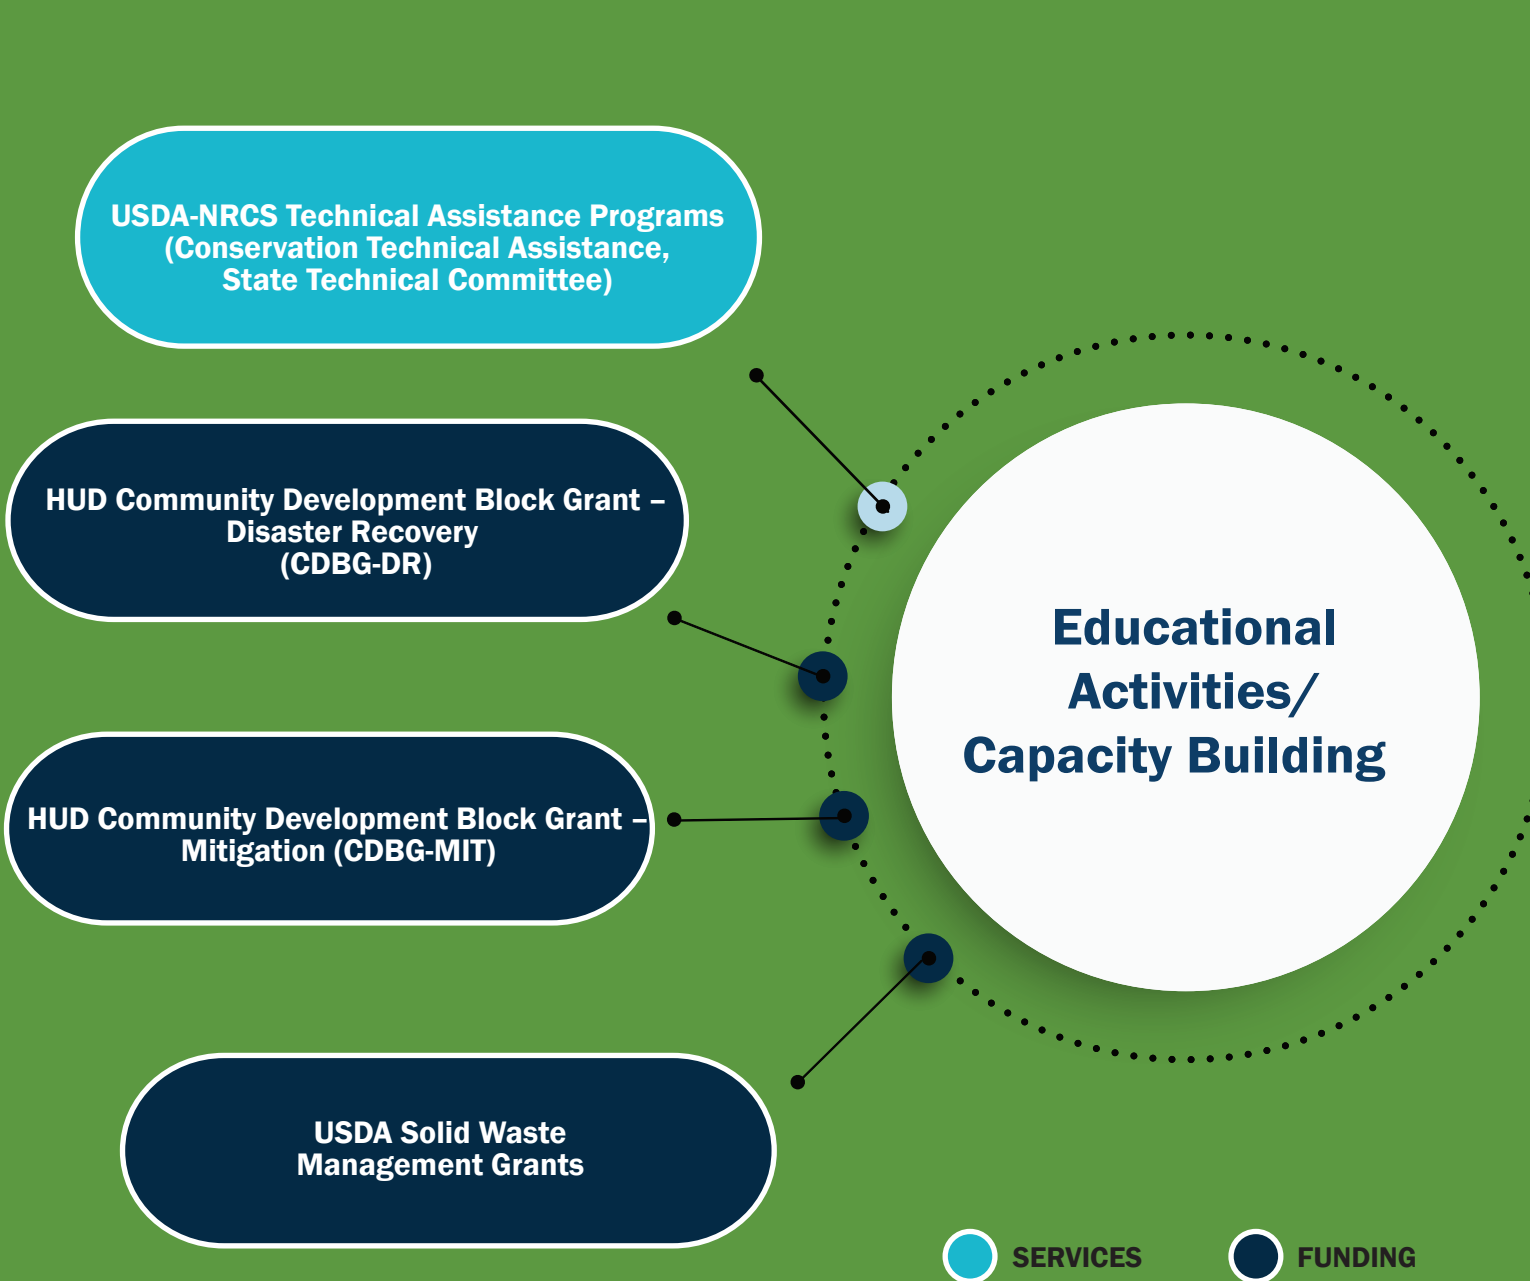 USDA-NRCS Technical Assistance Programs
(Conservation Technical Assistance,
State Technical Committee)
HUD Community Development Block Grant –
Disaster Recovery
(CDBG-DR)
HUD Community Development Block Grant –
Mitigation (CDBG-MIT)
USDA Solid Waste
Management Grants
Educational
Activities/
Capacity Building
SERVICES
FUNDING